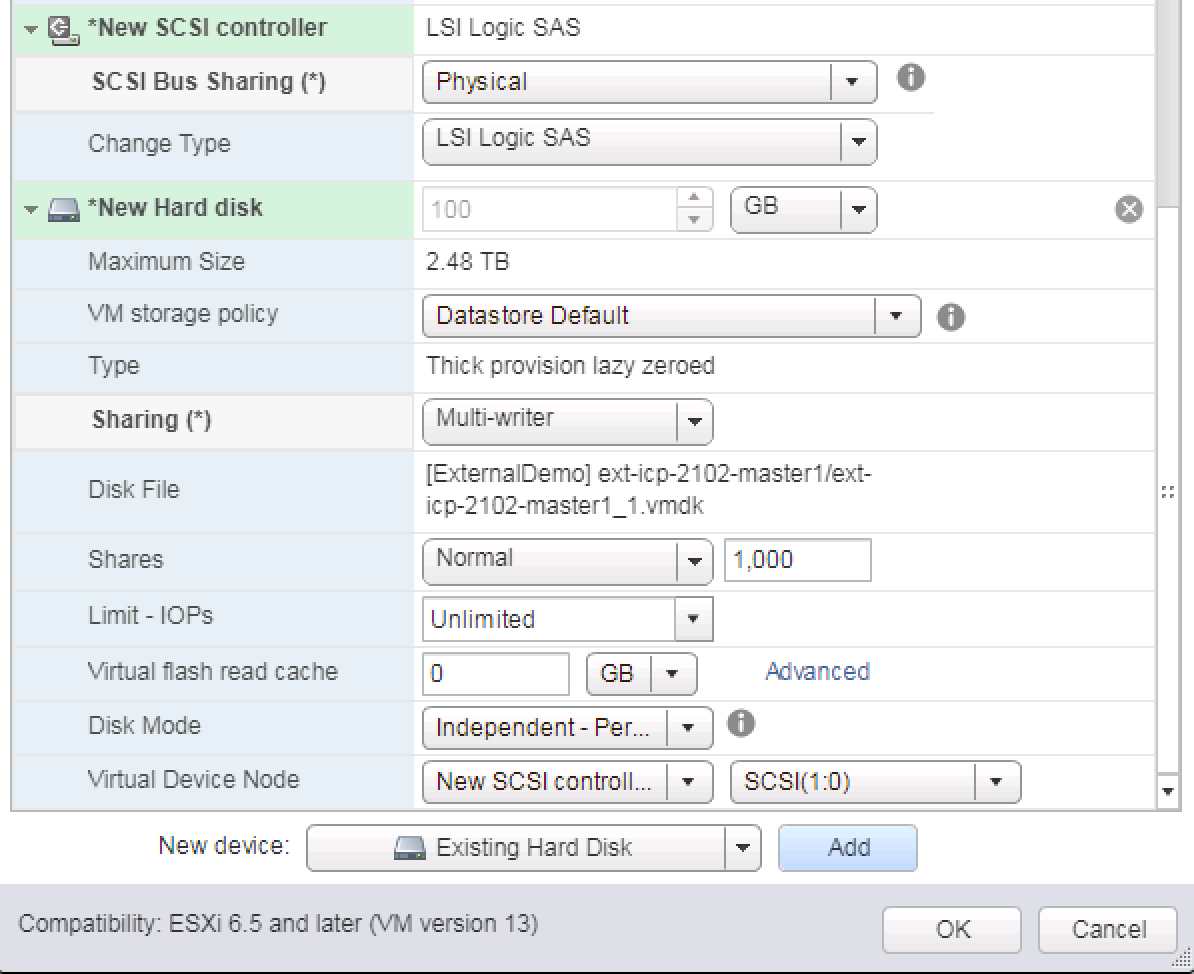 *New SCSI controller LSI Logic SAS
SCSI Bus Sharing (*) Physical
Change Type LSI Logic SAS
*New Hard disk 100 GB
Maximum Size 2.48 TB
VM storage policy Datastore Default
Type Thick provision lazy zeroed
Sharing (*) Multi-writer
Disk File [ExternalDemo] ext-icp-2102-master1/ext-
icp-2102-master1_1.vmdk
Shares Normal 1,000
Limit - IOPs Unlimited
Virtual flash read cache 0 GB Advanced
Disk Mode Independent - Per...
Virtual Device Node New SCSI controll... SCSI(1:0)
New device: Existing Hard Disk Add
Compatibility: ESXi 6.5 and later (VM version 13) OK Cancel